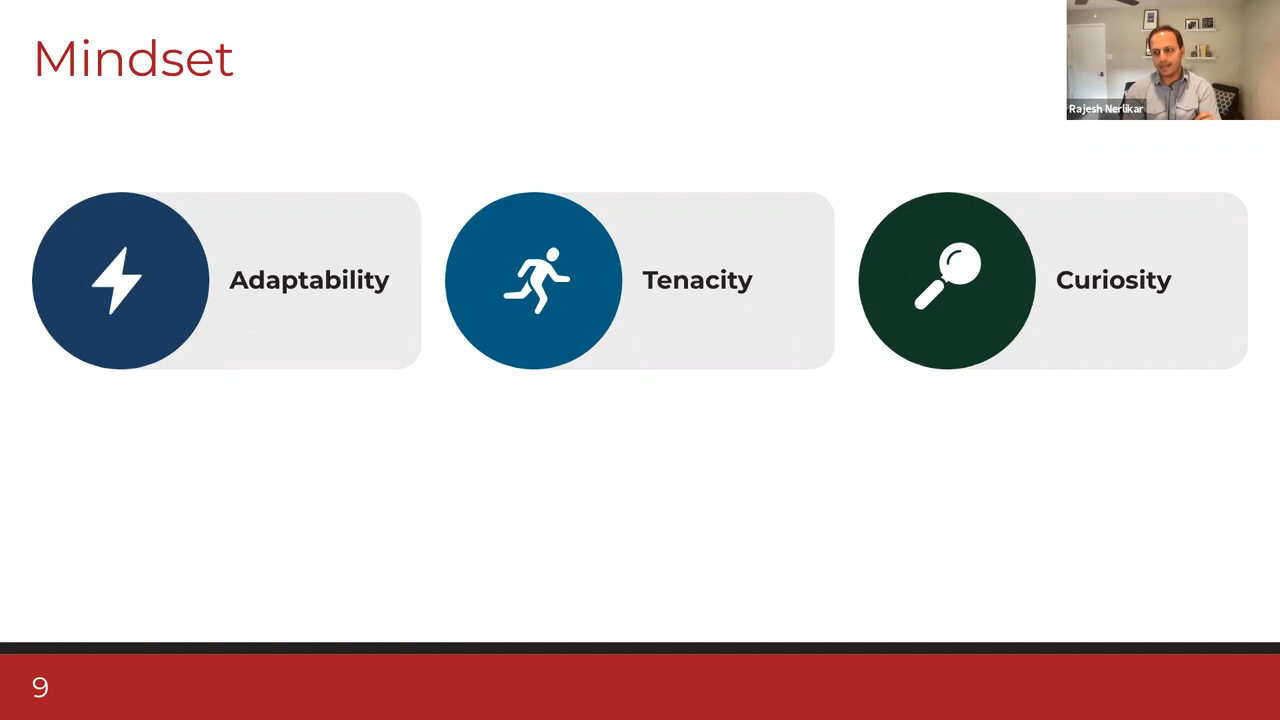 Mindset
Rajesh Nerlikar
Adaptability
Tenacity
Curiosity
9